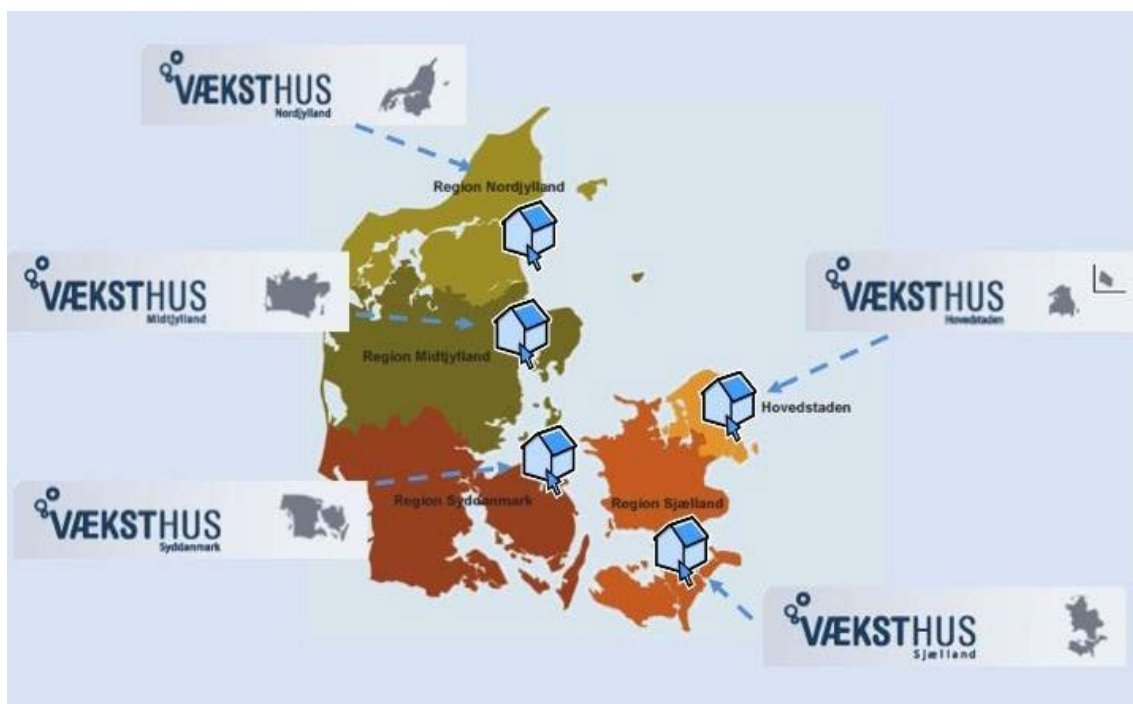 VÆKSTHUS
Nordjylland
Region Nordjylland
VÆKSTHUS
Midtjylland
VÆKSTHUS
Hovedstaden
Region Midtjylland
Hovedstaden
VÆKSTHUS
Syddanmark
Region Syddanmark
Region Sjælland
VÆKSTHUS
Sjælland